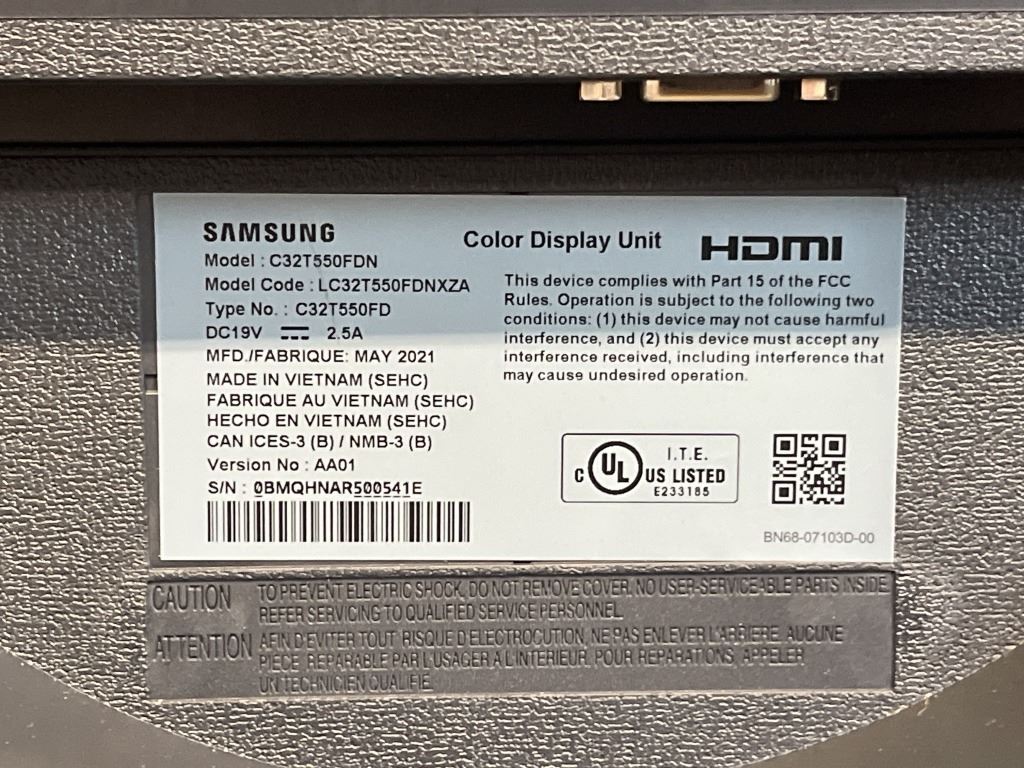 SAMSUNG
Color Display Unit
HDMI
Model : C32T550FDN
Model Code : LC32T550FDNXZA
Type No. : C32T550FD
DC19V 2.5A
MFD./FABRIQUE: MAY 2021
MADE IN VIETNAM (SEHC)
FABRIQUE AU VIETNAM (SEHC)
HECHO EN VIETNAM (SEHC)
CAN ICES-3 (B) / NMB-3 (B)
Version No : AA01
S/N : 0BMQHNAR500541E
This device complies with Part 15 of the FCC
Rules. Operation is subject to the following two
conditions: (1) this device may not cause harmful
interference, and (2) this device must accept any
interference received, including interference that
may cause undesired operation.
C UL US LISTED
I.T.E.
E233185
BN68-07103D-00
CAUTION TO PREVENT ELECTRIC SHOCK, DO NOT REMOVE COVER. NO USER-SERVICEABLE PARTS INSIDE
REFER SERVICING TO QUALIFIED SERVICE PERSONNEL.
ATTENTION AFIN D'EVITER TOUT RISQUE D'ELECTROCUTION, NE PAS ENLEVER L'ARRIERE. AUCUNE
PIECE REPARABLE PAR L'USAGER A L'INTERIEUR. POUR REPARATIONS, APPELER
UN TECHNICIEN QUALIFIE.